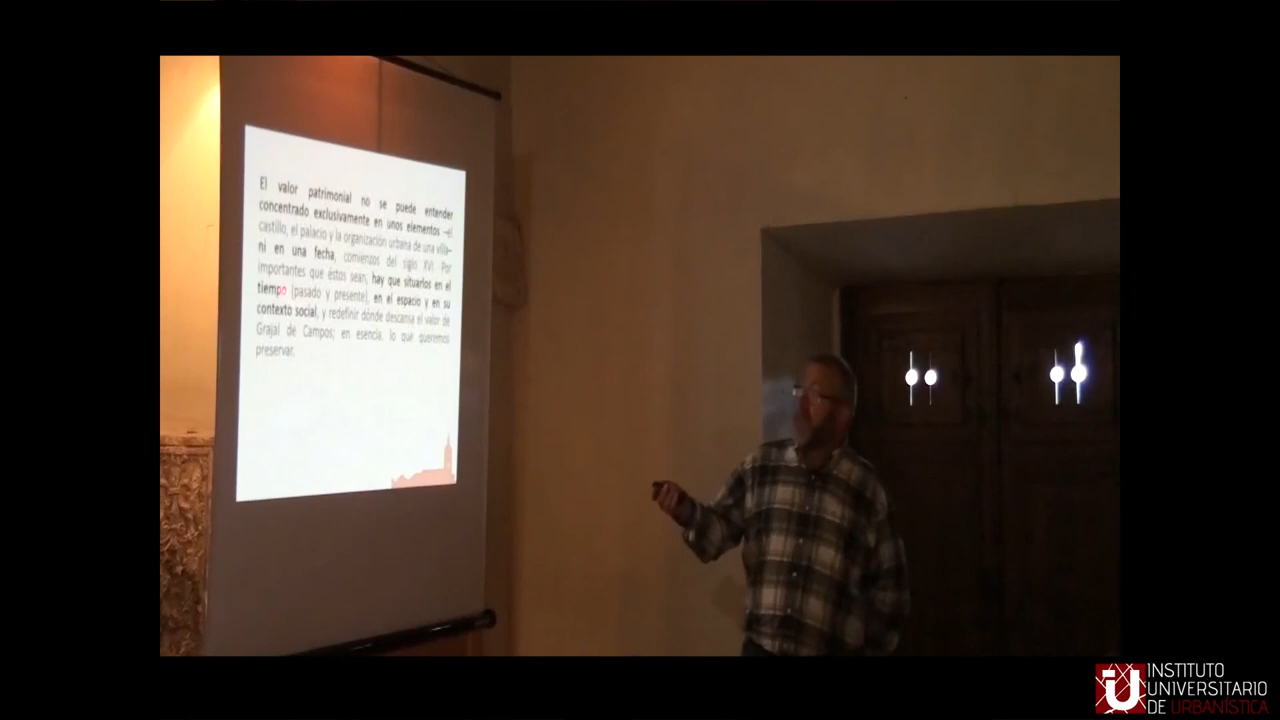 El valor patrimonial no se puede entender
concentrado exclusivamente en unos elementos –el
castillo, el palacio y la organización urbana de una villa–
ni en una fecha, comienzos del siglo XVI. Por
importantes que éstos sean, hay que situarlos en el
tiempo (pasado y presente), en el espacio y en su
contexto social, y redefinir dónde descansa el valor de
Grajal de Campos; en esencia, lo que queremos
preservar.
iU
INSTITUTO
UNIVERSITARIO
DE URBANÍSTICA